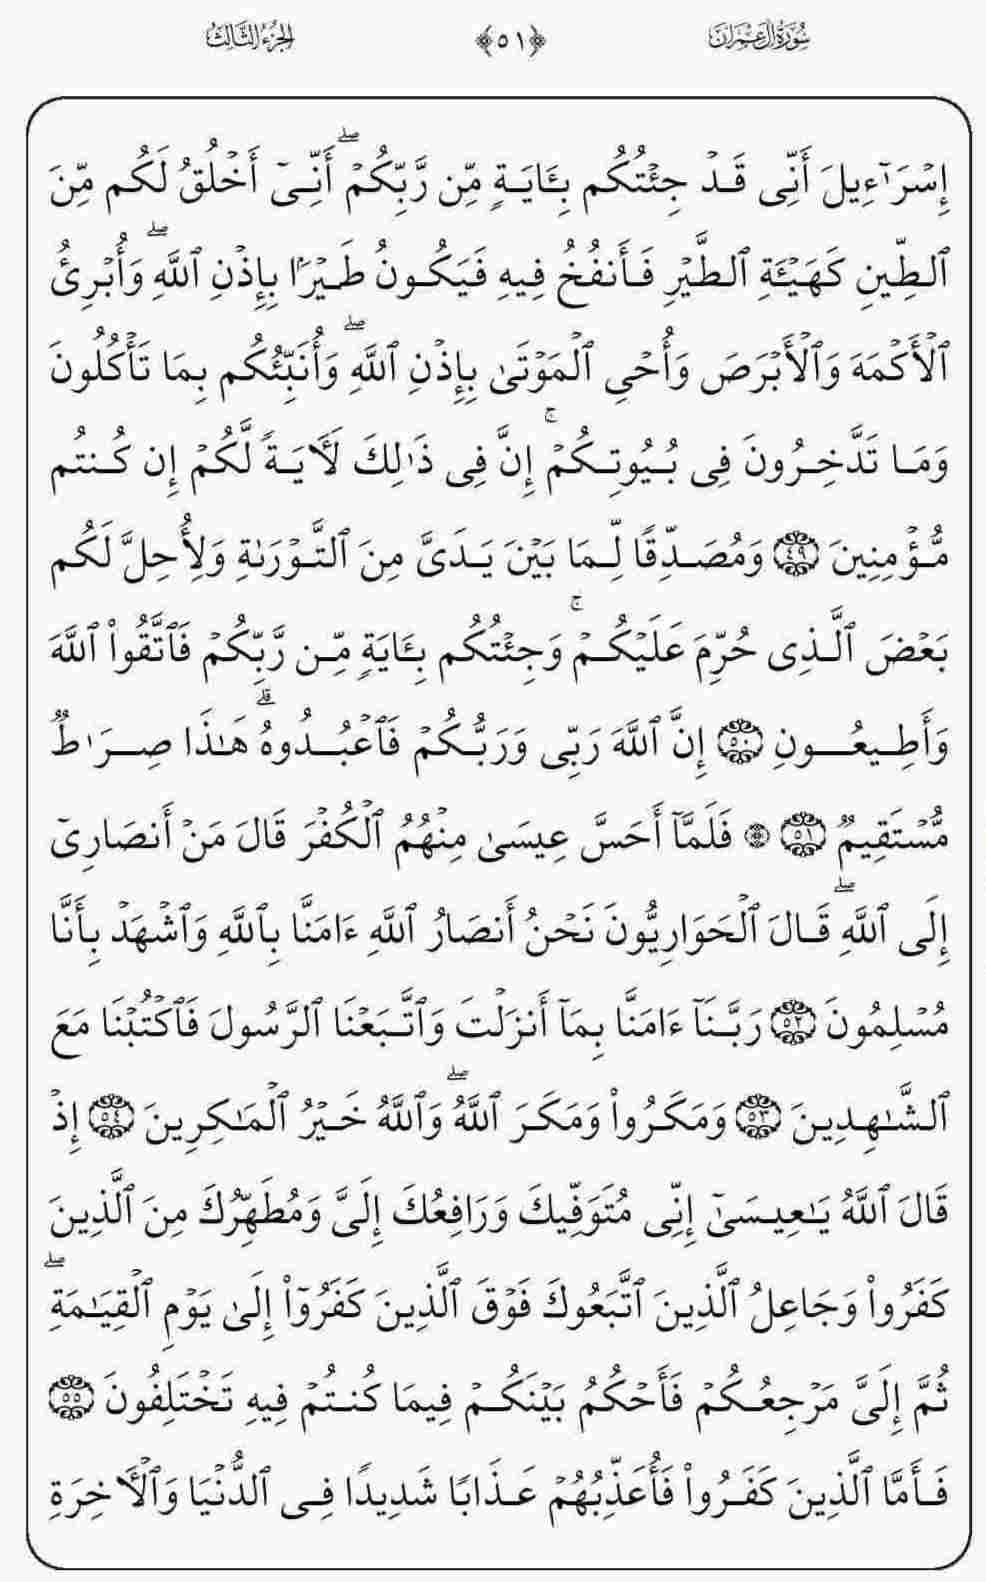 سُورَةُ آلِ عِمْرَانَ ﴿٥١﴾ الجُزْءُ الثَّالِثُ
إِسۡرَـٰٓءِيلَ أَنِّى قَدۡ جِئۡتُكُم بِـَٔايَةٍ مِّن رَّبِّكُمۡ ۖ أَنِّىٓ أَخۡلُقُ لَكُم مِّنَ
ٱلطِّينِ كَهَيۡـَٔةِ ٱلطَّيۡرِ فَأَنفُخُ فِيهِ فَيَكُونُ طَيۡرَۢا بِإِذۡنِ ٱللَّهِ ۖ وَأُبۡرِئُ
ٱلۡأَكۡمَهَ وَٱلۡأَبۡرَصَ وَأُحۡىِ ٱلۡمَوۡتَىٰ بِإِذۡنِ ٱللَّهِ ۖ وَأُنَبِّئُكُم بِمَا تَأۡكُلُونَ
وَمَا تَدَّخِرُونَ فِى بُيُوتِكُمۡ ۚ إِنَّ فِى ذَٰلِكَ لَـَٔايَةً لَّكُمۡ إِن كُنتُم
مُّؤۡمِنِينَ ٤٩ وَمُصَدِّقًا لِّمَا بَيۡنَ يَدَىَّ مِنَ ٱلتَّوۡرَىٰةِ وَلِأُحِلَّ لَكُم
بَعۡضَ ٱلَّذِى حُرِّمَ عَلَيۡكُمۡ ۚ وَجِئۡتُكُم بِـَٔايَةٍ مِّن رَّبِّكُمۡ فَٱتَّقُواْ ٱللَّهَ
وَأَطِيعُونِ ٥٠ إِنَّ ٱللَّهَ رَبِّى وَرَبُّكُمۡ فَٱعۡبُدُوهُ ۗ هَـٰذَا صِرَٰطٌ
مُّسۡتَقِيمٌ ٥١ ۞ فَلَمَّآ أَحَسَّ عِيسَىٰ مِنۡهُمُ ٱلۡكُفۡرَ قَالَ مَنۡ أَنصَارِىٓ
إِلَى ٱللَّهِ ۖ قَالَ ٱلۡحَوَارِيُّونَ نَحۡنُ أَنصَارُ ٱللَّهِ ءَامَنَّا بِٱللَّهِ وَٱشۡهَدۡ بِأَنَّا
مُسۡلِمُونَ ٥٢ رَبَّنَآ ءَامَنَّا بِمَآ أَنزَلۡتَ وَٱتَّبَعۡنَا ٱلرَّسُولَ فَٱكۡتُبۡنَا مَعَ
ٱلشَّـٰهِدِينَ ٥٣ وَمَكَرُواْ وَمَكَرَ ٱللَّهُ ۖ وَٱللَّهُ خَيۡرُ ٱلۡمَـٰكِرِينَ ٥٤ إِذۡ
قَالَ ٱللَّهُ يَـٰعِيسَىٰٓ إِنِّى مُتَوَفِّيكَ وَرَافِعُكَ إِلَىَّ وَمُطَهِّرُكَ مِنَ ٱلَّذِينَ
كَفَرُواْ وَجَاعِلُ ٱلَّذِينَ ٱتَّبَعُوكَ فَوۡقَ ٱلَّذِينَ كَفَرُوٓاْ إِلَىٰ يَوۡمِ ٱلۡقِيَـٰمَةِ ۖ
ثُمَّ إِلَىَّ مَرۡجِعُكُمۡ فَأَحۡكُمُ بَيۡنَكُمۡ فِيمَا كُنتُمۡ فِيهِ تَخۡتَلِفُونَ ٥٥
فَأَمَّا ٱلَّذِينَ كَفَرُواْ فَأُعَذِّبُهُمۡ عَذَابًا شَدِيدًا فِى ٱلدُّنۡيَا وَٱلۡأَخِرَةِ